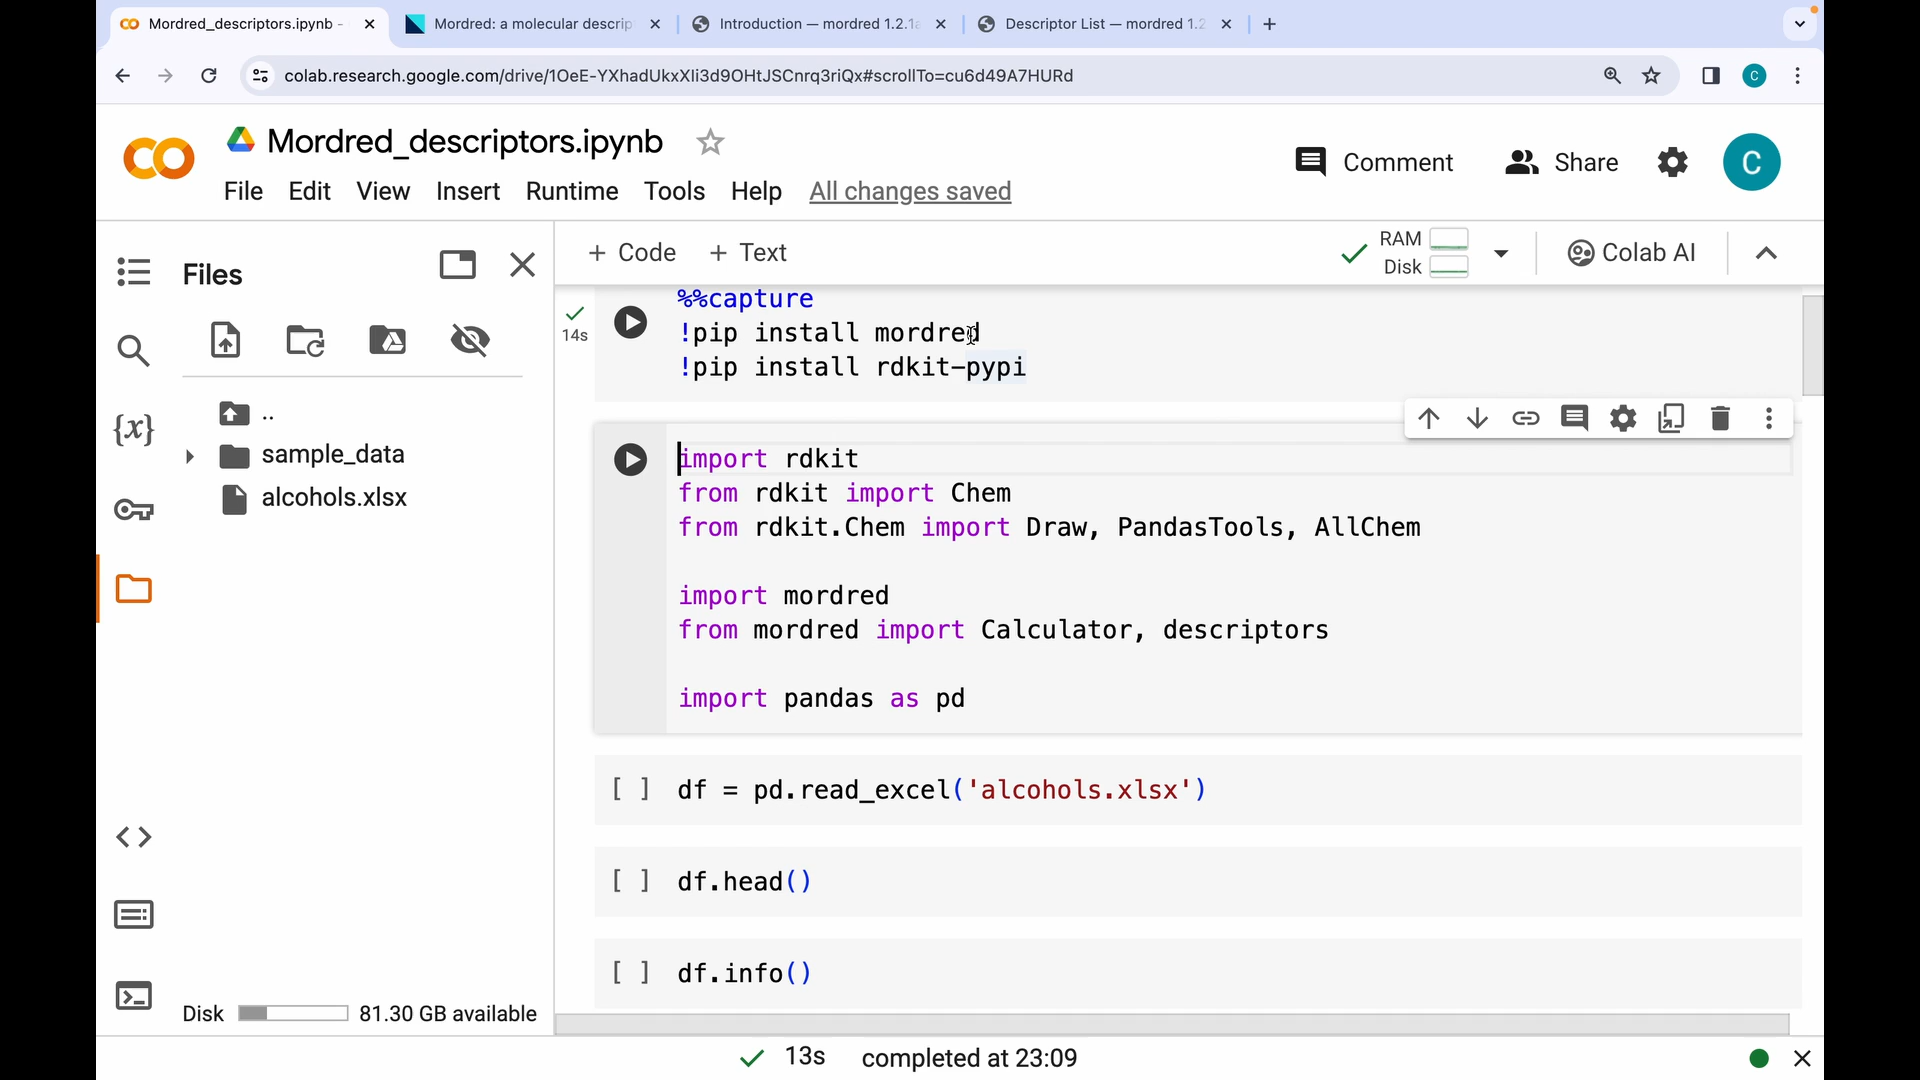 Mordred_descriptors.ipynb -
Mordred: a molecular descrip
Introduction — mordred 1.2.1a
Descriptor List — mordred 1.2
colab.research.google.com/drive/1OeE-YXhadUkxXIi3d9OHtJSCnrq3riQx#scrollTo=cu6d49A7HURd
C
CO
Mordred_descriptors.ipynb
Comment
Share
C
File Edit View Insert Runtime Tools Help All changes saved
Files
+ Code + Text
RAM
Disk
Colab AI
..
sample_data
alcohols.xlsx
{x}
14s
%%capture
!pip install mordred
!pip install rdkit-pypi
import rdkit
from rdkit import Chem
from rdkit.Chem import Draw, PandasTools, AllChem
import mordred
from mordred import Calculator, descriptors
import pandas as pd
[ ] df = pd.read_excel('alcohols.xlsx')
[ ] df.head()
[ ] df.info()
Disk 81.30 GB available
13s completed at 23:09